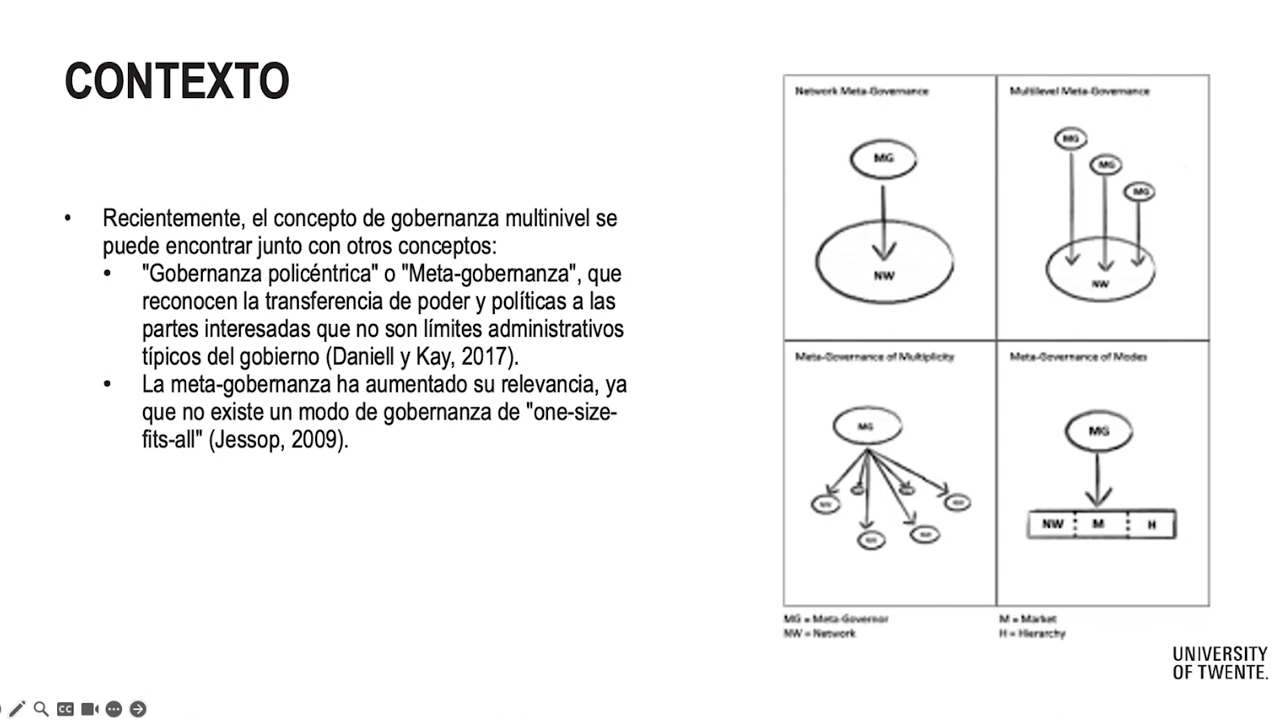 CONTEXTO
• Recientemente, el concepto de gobernanza multinivel se
puede encontrar junto con otros conceptos:
• "Gobernanza policéntrica" o "Meta-gobernanza", que
reconocen la transferencia de poder y políticas a las
partes interesadas que no son límites administrativos
típicos del gobierno (Daniell y Kay, 2017).
• La meta-gobernanza ha aumentado su relevancia, ya
que no existe un modo de gobernanza de "one-size-
fits-all" (Jessop, 2009).
Network Meta-Governance
MG
NW
Multilevel Meta-Governance
MG
MG
MG
NW
Meta-Governance of Multiplicity
MG
Meta-Governance of Modes
MG
NW M H
MG = Meta-Governor
NW = Network
M = Market
H = Hierarchy
UNIVERSITY
OF TWENTE.
CC